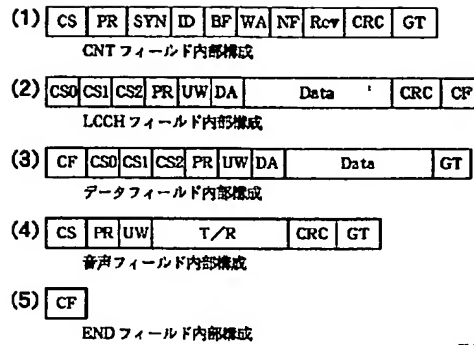 (1) CS PR SYN ID BF WA NF Rcv CRC GT
CNTフィールド内部構成
(2) CS0 CS1 CS2 PR UW DA Data CRC CF
LCCHフィールド内部構成
(3) CF CS0 CS1 CS2 PR UW DA Data GT
データフィールド内部構成
(4) CS PR UW T/R CRC GT
音声フィールド内部構成
(5) CF
ENDフィールド内部構成